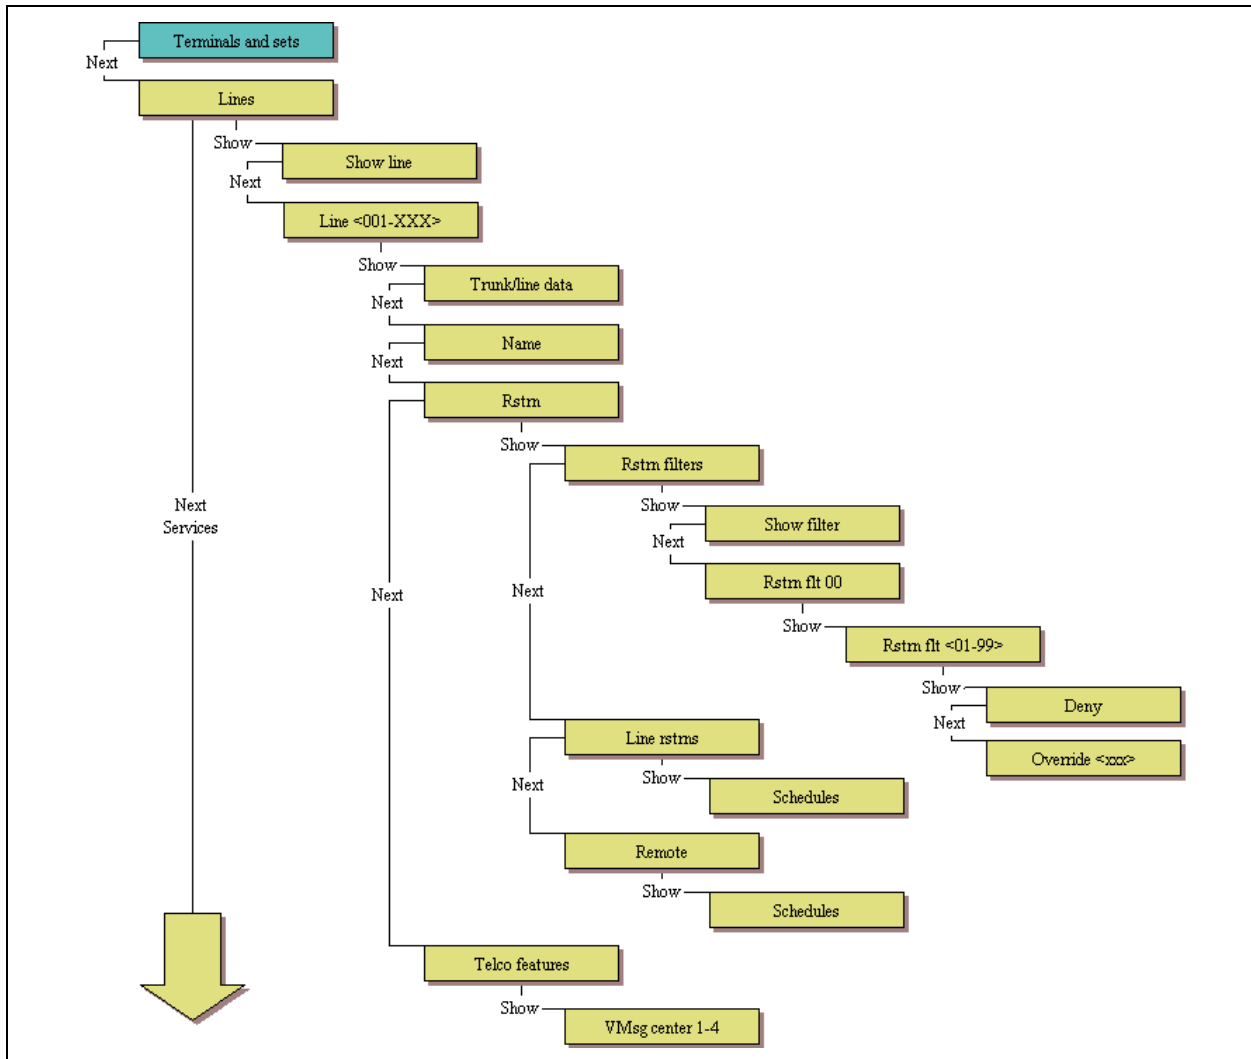 Terminals and sets
Next
Lines
Show
Show line
Next
Line <001-XXX>
Show
Trunk/line data
Next
Name
Next
Rstrn
Show
Rstrn filters
Show
Show filter
Next
Rstrn flt 00
Show
Rstrn flt <01-99>
Show
Deny
Next
Override <xxx>
Next
Services
Next
Next
Line rstrns
Show
Schedules
Next
Remote
Show
Schedules
Telco features
Show
VMsg center 1-4